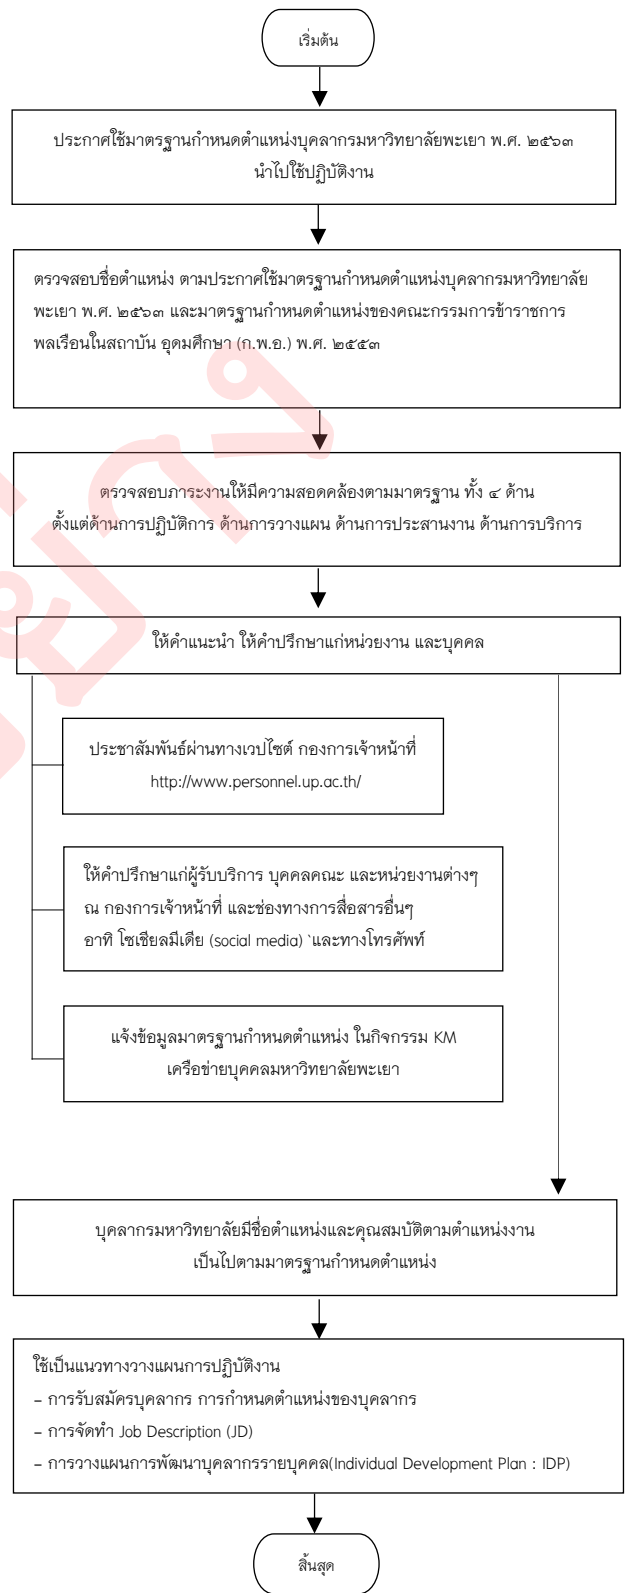 เริ่มต้น
ประกาศใช้มาตรฐานกำหนดตำแหน่งบุคลากรมหาวิทยาลัยพะเยา พ.ศ. ๒๕๖๓
นำไปใช้ปฏิบัติงาน
ตรวจสอบชื่อตำแหน่ง ตามประกาศใช้มาตรฐานกำหนดตำแหน่งบุคลากรมหาวิทยาลัย
พะเยา พ.ศ. ๒๕๖๓ และมาตรฐานกำหนดตำแหน่งของคณะกรรมการข้าราชการ
พลเรือนในสถาบัน อุดมศึกษา (ก.พ.อ.) พ.ศ. ๒๕๕๓
ตรวจสอบภาระงานให้มีความสอดคล้องตามมาตรฐาน ทั้ง ๔ ด้าน
ตั้งแต่ด้านการปฏิบัติการ ด้านการวางแผน ด้านการประสานงาน ด้านการบริการ
ให้คำแนะนำ ให้คำปรึกษาแก่หน่วยงาน และบุคคล
ประชาสัมพันธ์ผ่านทางเวปไซต์ กองการเจ้าหน้าที่
http://www.personnel.up.ac.th/
ให้คำปรึกษาแก่ผู้รับบริการ บุคคลคณะ และหน่วยงานต่างๆ
ณ กองการเจ้าหน้าที่ และช่องทางการสื่อสารอื่นๆ
อาทิ โซเชียลมีเดีย (social media) `และทางโทรศัพท์
แจ้งข้อมูลมาตรฐานกำหนดตำแหน่ง ในกิจกรรม KM
เครือข่ายบุคคลมหาวิทยาลัยพะเยา
บุคลากรมหาวิทยาลัยมีชื่อตำแหน่งและคุณสมบัติตามตำแหน่งงาน
เป็นไปตามมาตรฐานกำหนดตำแหน่ง
ใช้เป็นแนวทางวางแผนการปฏิบัติงาน
- การรับสมัครบุคลากร การกำหนดตำแหน่งของบุคลากร
- การจัดทำ Job Description (JD)
- การวางแผนการพัฒนาบุคลากรรายบุคคล(Individual Development Plan : IDP)
สิ้นสุด